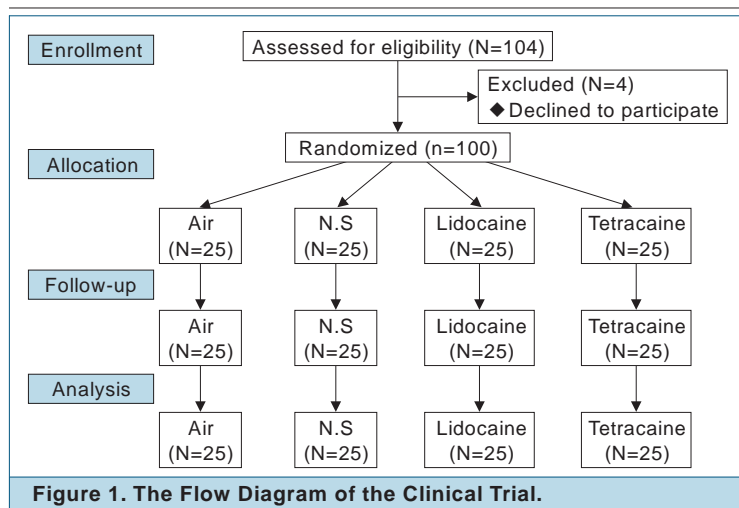 Enrollment
Assessed for eligibility (N=104)
Excluded (N=4)
◆ Declined to participate
Randomized (n=100)
Allocation
Air
(N=25)
N.S
(N=25)
Lidocaine
(N=25)
Tetracaine
(N=25)
Follow-up
Air
(N=25)
N.S
(N=25)
Lidocaine
(N=25)
Tetracaine
(N=25)
Analysis
Air
(N=25)
N.S
(N=25)
Lidocaine
(N=25)
Tetracaine
(N=25)
Figure 1. The Flow Diagram of the Clinical Trial.